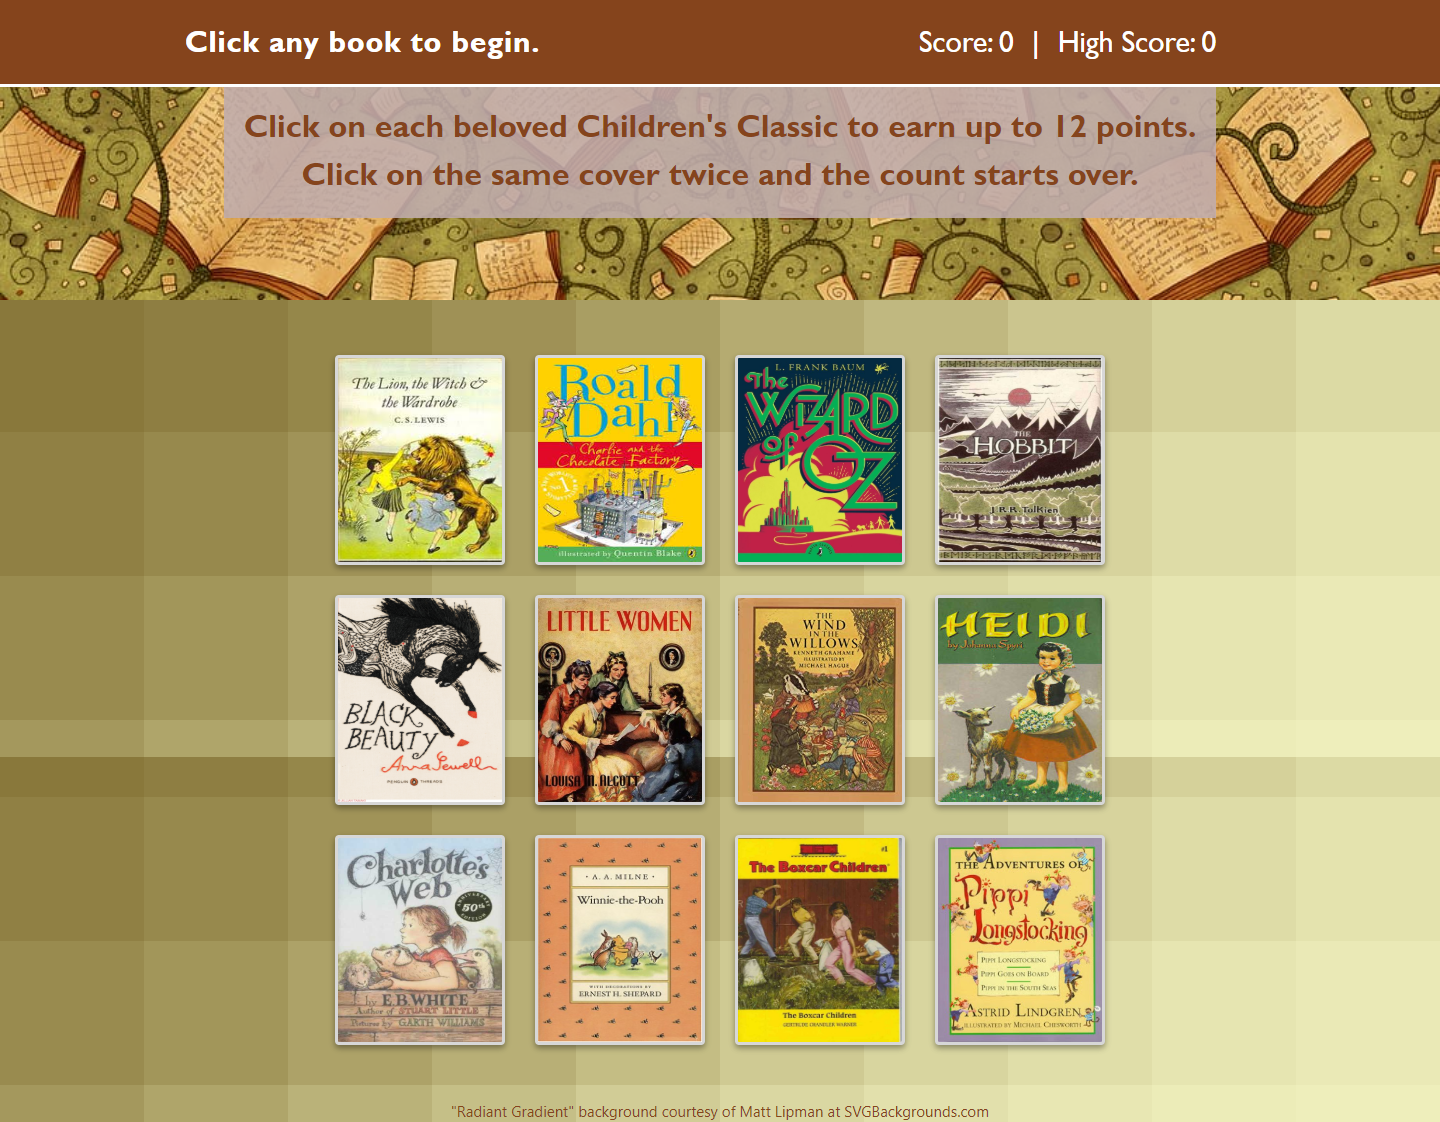 Click any book to begin.
Score: 0 | High Score: 0
Click on each beloved Children's Classic to earn up to 12 points.
Click on the same cover twice and the count starts over.
The Lion, the Witch &
the Wardrobe
C.S. LEWIS
Roald
Dahl
Charlie and the
Chocolate Factory
illustrated by Quentin Blake
L. FRANK BAUM
The
WIZARD
of
OZ
THE
HOBBIT
J.R.R. Tolkien
BLACK
BEAUTY
Anna Sewell
PENGUIN THREADS
LITTLE WOMEN
LOUISA M. ALCOTT
THE
WIND
IN THE
WILLOWS
KENNETH GRAHAME
ILLUSTRATED BY
MICHAEL HAGUE
HEIDI
by Johanna Spyri
Charlotte's
Web
ANNIVERSARY
50th
EDITION
by E.B. WHITE
Author of STUART LITTLE
Pictures by GARTH WILLIAMS
· A. A. MILNE ·
Winnie-the-Pooh
WITH DECORATIONS BY
ERNEST H. SHEPARD
#1
The Boxcar Children
The Boxcar Children
GERTRUDE CHANDLER WARNER
THE ADVENTURES OF
Pippi
Longstocking
PIPPI LONGSTOCKING
PIPPI GOES ON BOARD
PIPPI IN THE SOUTH SEAS
ASTRID LINDGREN
ILLUSTRATED BY MICHAEL CHESWORTH
"Radiant Gradient" background courtesy of Matt Lipman at SVGBackgrounds.com